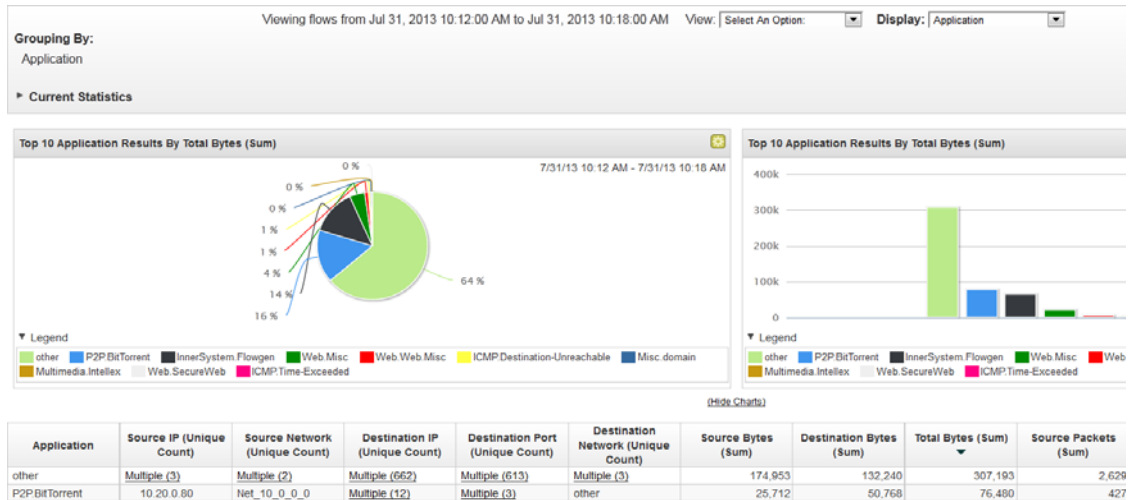 Viewing flows from Jul 31, 2013 10:12:00 AM to Jul 31, 2013 10:18:00 AM View: Select An Option: Display: Application
Grouping By:
Application
Current Statistics
Top 10 Application Results By Total Bytes (Sum)
7/31/13 10:12 AM - 7/31/13 10:18 AM
0 %
0 %
0 %
1 %
1 %
4 %
14 %
16 %
64 %
Legend
other P2P.BitTorrent InnerSystem.Flowgen Web.Misc Web.Web.Misc ICMP.Destination-Unreachable Misc.domain
Multimedia.Intellex Web.SecureWeb ICMP.Time-Exceeded
Top 10 Application Results By Total Bytes (Sum)
400k
300k
200k
100k
0
Legend
other P2P.BitTorrent InnerSystem.Flowgen Web.Misc Web
Multimedia.Intellex Web.SecureWeb ICMP.Time-Exceeded
(Hide Charts)
Application Source IP (Unique Count) Source Network (Unique Count) Destination IP (Unique Count) Destination Port (Unique Count) Destination Network (Unique Count) Source Bytes (Sum) Destination Bytes (Sum) Total Bytes (Sum) Source Packets (Sum)
other Multiple (3) Multiple (2) Multiple (662) Multiple (613) Multiple (3) 174,953 132,240 307,193 2,629
P2P.BitTorrent 10.20.0.80 Net_10_0_0_0 Multiple (12) Multiple (3) other 25,712 50,768 76,480 427